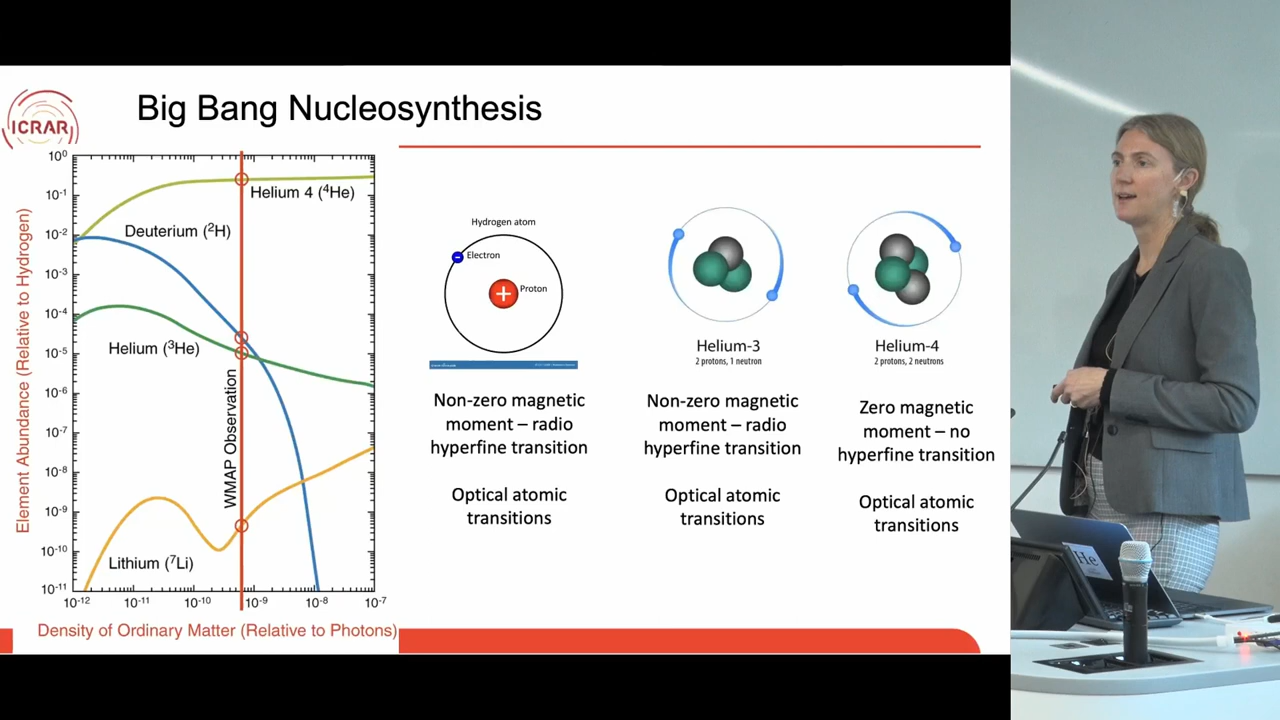 Big Bang Nucleosynthesis
ICRAR
10⁰
10⁻¹
10⁻²
10⁻³
10⁻⁴
10⁻⁵
10⁻⁶
10⁻⁷
10⁻⁸
10⁻⁹
10⁻¹⁰
10⁻¹¹
Element Abundance (Relative to Hydrogen)
Helium 4 (⁴He)
Deuterium (²H)
Helium (³He)
WMAP Observation
Lithium (⁷Li)
10⁻¹² 10⁻¹¹ 10⁻¹⁰ 10⁻⁹ 10⁻⁸ 10⁻⁷
Density of Ordinary Matter (Relative to Photons)
Hydrogen atom
Electron
Proton
Non-zero magnetic
moment – radio
hyperfine transition
Optical atomic
transitions
Helium-3
2 protons, 1 neutron
Non-zero magnetic
moment – radio
hyperfine transition
Optical atomic
transitions
Helium-4
2 protons, 2 neutrons
Zero magnetic
moment – no
hyperfine transition
Optical atomic
transitions
He